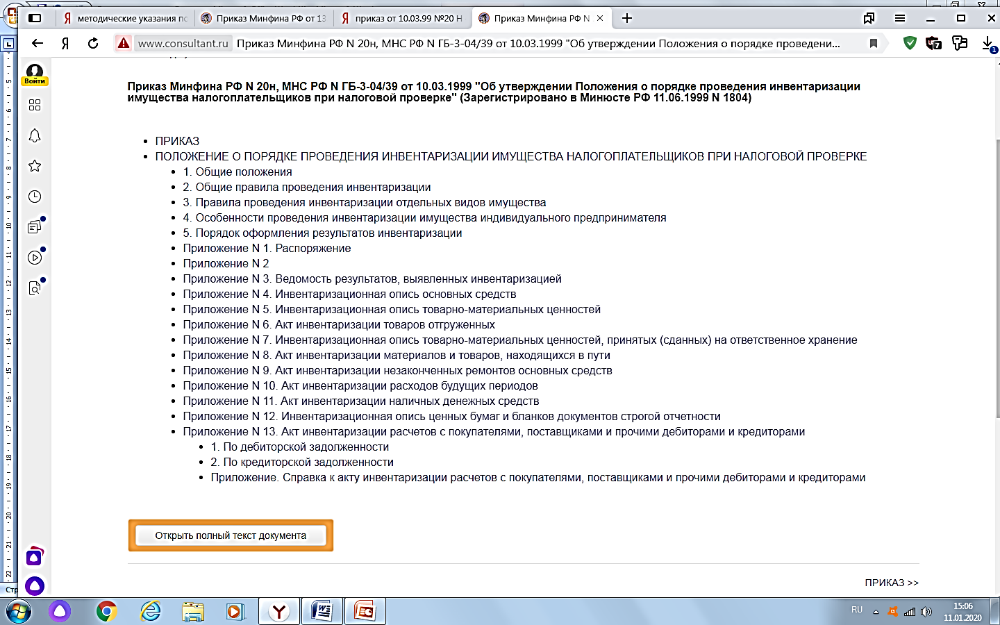 методические указания по
Приказ Минфина РФ от 13
приказ от 10.03.99 №20 Н
Приказ Минфина РФ N
www.consultant.ru
Приказ Минфина РФ N 20н, МНС РФ N ГБ-3-04/39 от 10.03.1999 "Об утверждении Положения о порядке проведени...
7
1
Войти
Приказ Минфина РФ N 20н, МНС РФ N ГБ-3-04/39 от 10.03.1999 "Об утверждении Положения о порядке проведения инвентаризации
имущества налогоплательщиков при налоговой проверке" (Зарегистрировано в Минюсте РФ 11.06.1999 N 1804)
ПРИКАЗ
ПОЛОЖЕНИЕ О ПОРЯДКЕ ПРОВЕДЕНИЯ ИНВЕНТАРИЗАЦИИ ИМУЩЕСТВА НАЛОГОПЛАТЕЛЬЩИКОВ ПРИ НАЛОГОВОЙ ПРОВЕРКЕ
1. Общие положения
2. Общие правила проведения инвентаризации
3. Правила проведения инвентаризации отдельных видов имущества
4. Особенности проведения инвентаризации имущества индивидуального предпринимателя
5. Порядок оформления результатов инвентаризации
Приложение N 1. Распоряжение
Приложение N 2
Приложение N 3. Ведомость результатов, выявленных инвентаризацией
Приложение N 4. Инвентаризационная опись основных средств
Приложение N 5. Инвентаризационная опись товарно-материальных ценностей
Приложение N 6. Акт инвентаризации товаров отгруженных
Приложение N 7. Инвентаризационная опись товарно-материальных ценностей, принятых (сданных) на ответственное хранение
Приложение N 8. Акт инвентаризации материалов и товаров, находящихся в пути
Приложение N 9. Акт инвентаризации незаконченных ремонтов основных средств
Приложение N 10. Акт инвентаризации расходов будущих периодов
Приложение N 11. Акт инвентаризации наличных денежных средств
Приложение N 12. Инвентаризационная опись ценных бумаг и бланков документов строгой отчетности
Приложение N 13. Акт инвентаризации расчетов с покупателями, поставщиками и прочими дебиторами и кредиторами
1. По дебиторской задолженности
2. По кредиторской задолженности
Приложение. Справка к акту инвентаризации расчетов с покупателями, поставщиками и прочими дебиторами и кредиторами
Открыть полный текст документа
ПРИКАЗ >>
Стр
RU
15:06
11.01.2020